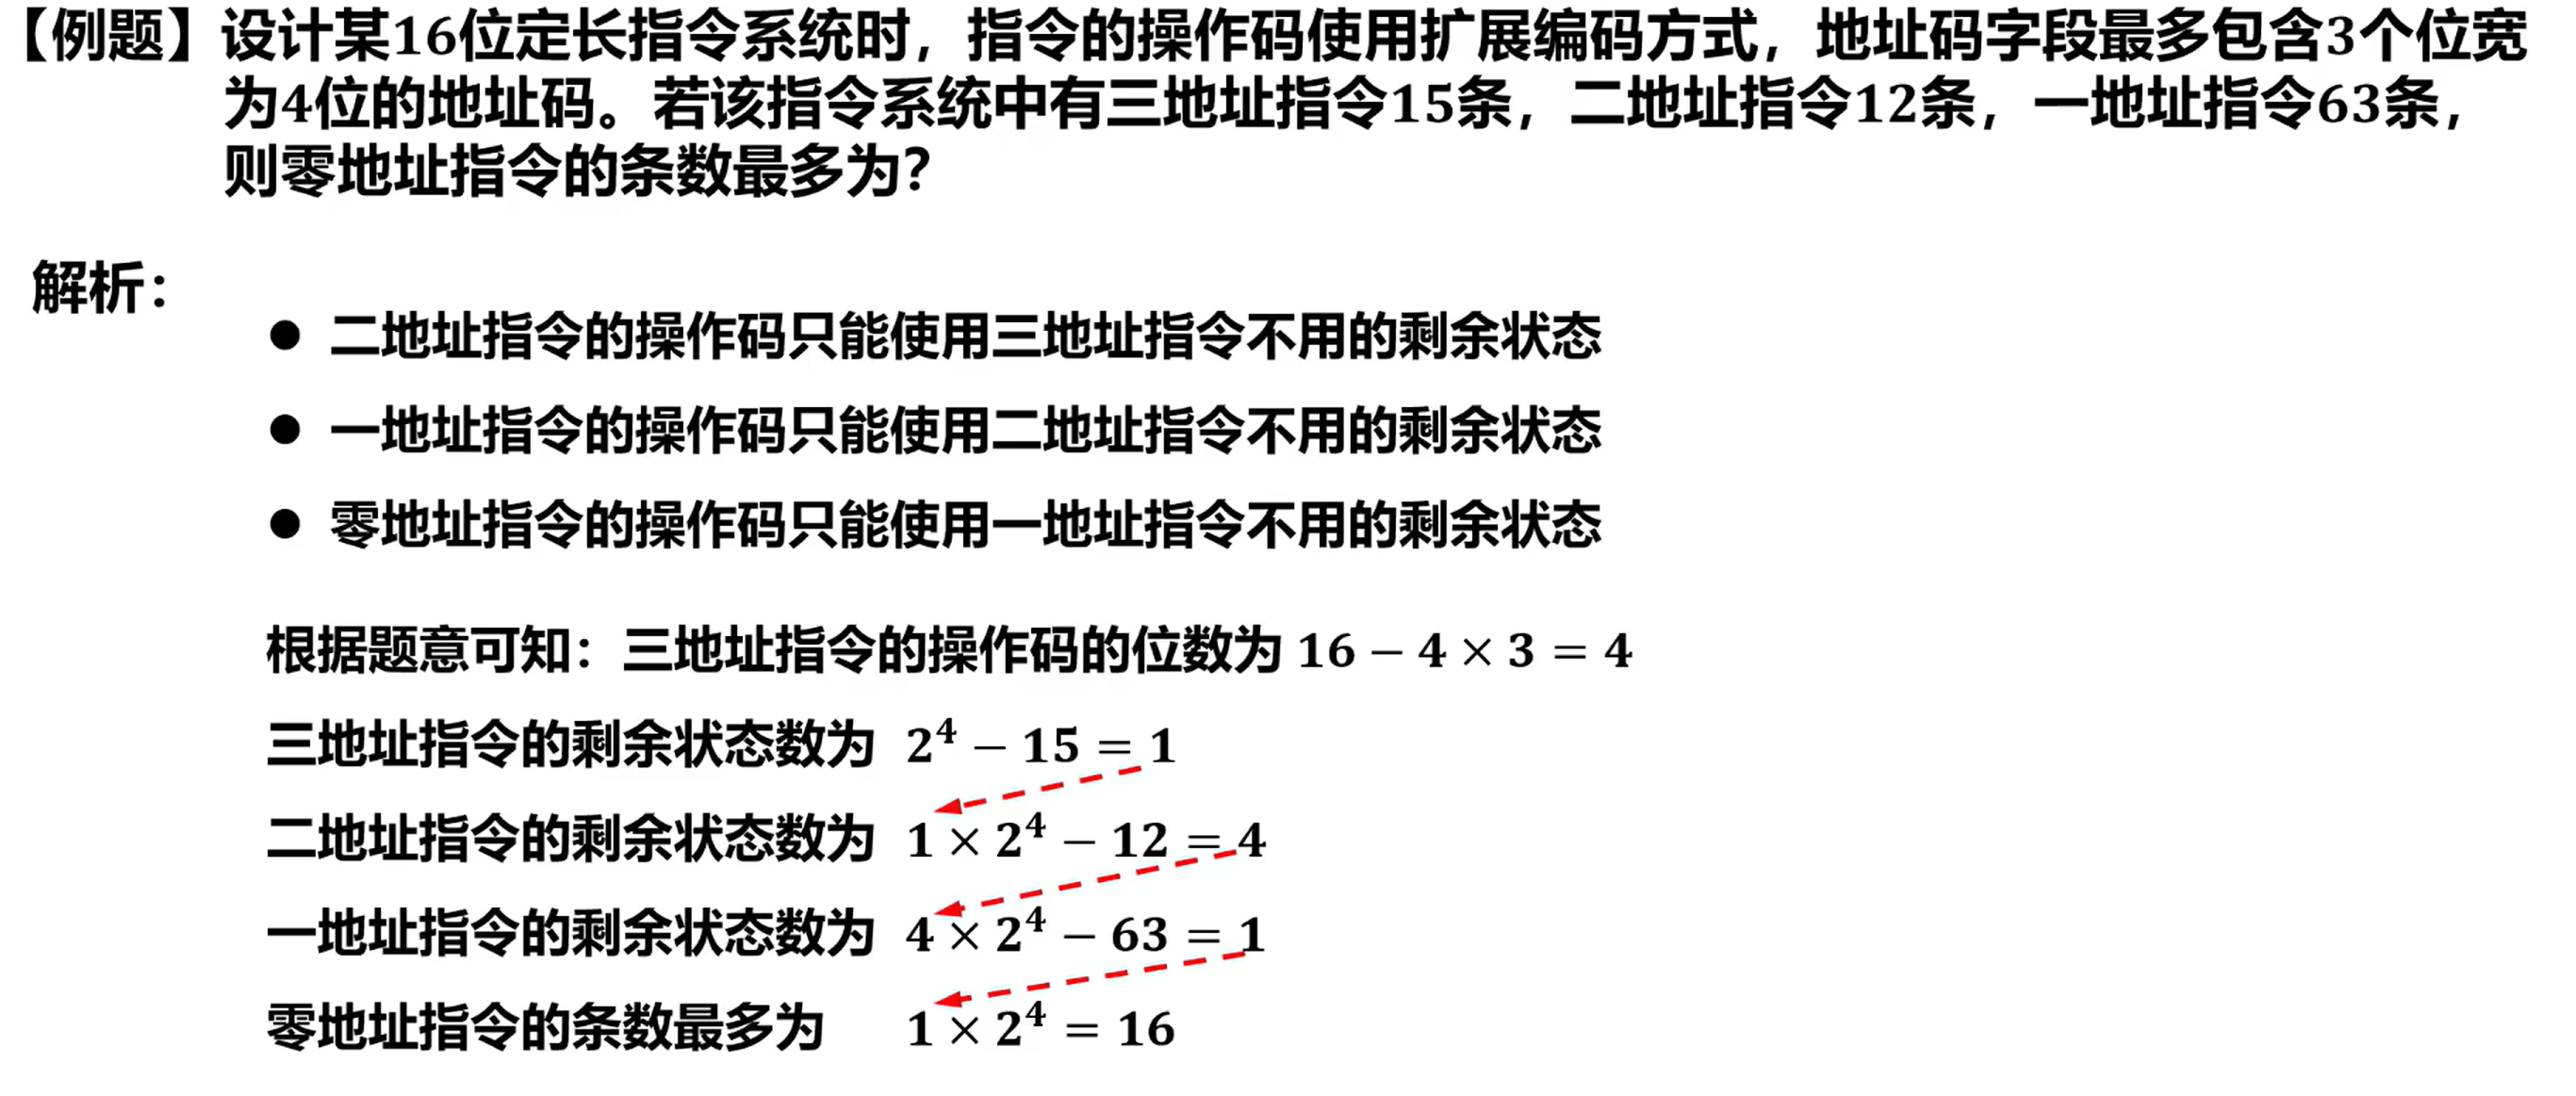 【例题】设计某16位定长指令系统时，指令的操作码使用扩展编码方式，地址码字段最多包含3个位宽
为4位的地址码。若该指令系统中有三地址指令15条，二地址指令12条，一地址指令63条，
则零地址指令的条数最多为？
解析：
● 二地址指令的操作码只能使用三地址指令不用的剩余状态
● 一地址指令的操作码只能使用二地址指令不用的剩余状态
● 零地址指令的操作码只能使用一地址指令不用的剩余状态
根据题意可知：三地址指令的操作码的位数为 16 − 4 × 3 = 4
三地址指令的剩余状态数为 2⁴ − 15 = 1
二地址指令的剩余状态数为 1 × 2⁴ − 12 = 4
一地址指令的剩余状态数为 4 × 2⁴ − 63 = 1
零地址指令的条数最多为 1 × 2⁴ = 16